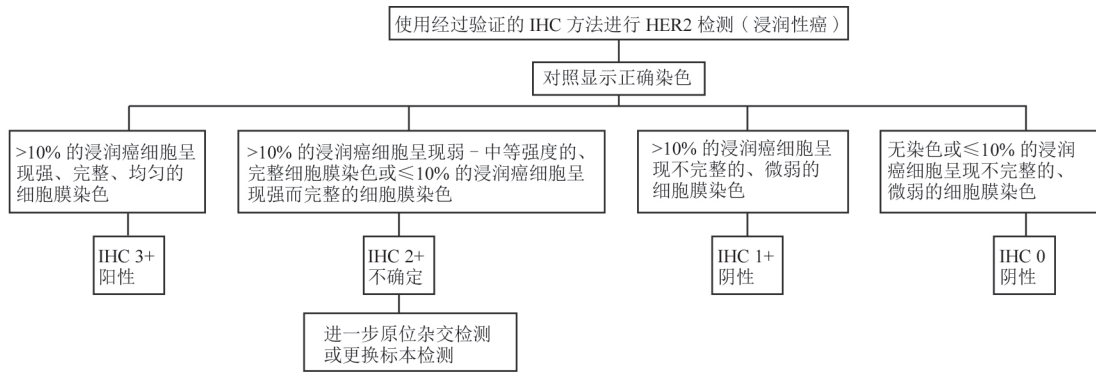 使用经过验证的 IHC 方法进行 HER2 检测（浸润性癌）
对照显示正确染色
>10% 的浸润癌细胞呈
现强、完整、均匀的
细胞膜染色
>10% 的浸润癌细胞呈现弱－中等强度的、
完整细胞膜染色或≤10% 的浸润癌细胞呈
现强而完整的细胞膜染色
>10% 的浸润癌细胞呈
现不完整的、微弱的
细胞膜染色
无染色或≤10% 的浸润
癌细胞呈现不完整的、
微弱的细胞膜染色
IHC 3+
阳性
IHC 2+
不确定
IHC 1+
阴性
IHC 0
阴性
进一步原位杂交检测
或更换标本检测